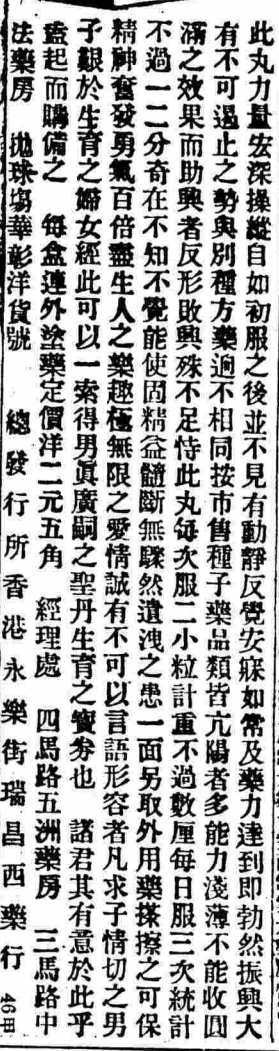 此丸力量宏深操縱自如初服之後並不見有動靜反覺安寐如常及藥力達到即勃然振興大
有不可遏止之勢與別種方藥逈不相同按市售種子藥品類皆亢陽者多能力淺薄不能收圓
滿之效果而助興者反形敗興殊不足恃此丸每次服二小粒計重不過數厘每日服三次統計
不過一二分奇在不知不覺能使固精益髓斷無驟然遺洩之患一面另取外用藥搽擦之可保
精神奮發勇氣百倍盡生人之樂趣極無限之愛情誠有不可以言語形容者凡求子情切之男
子艱於生育之婦女經此可以一索得男眞廣嗣之聖丹生育之寶劵也 諸君其有意於此乎
盍起而購備之 每盒連外塗藥定價洋二元五角 經理處 四馬路五洲藥房 三馬路中
法藥房 拋球塲華彰洋貨號 總發行所香港永樂街瑞昌西藥行 46甲